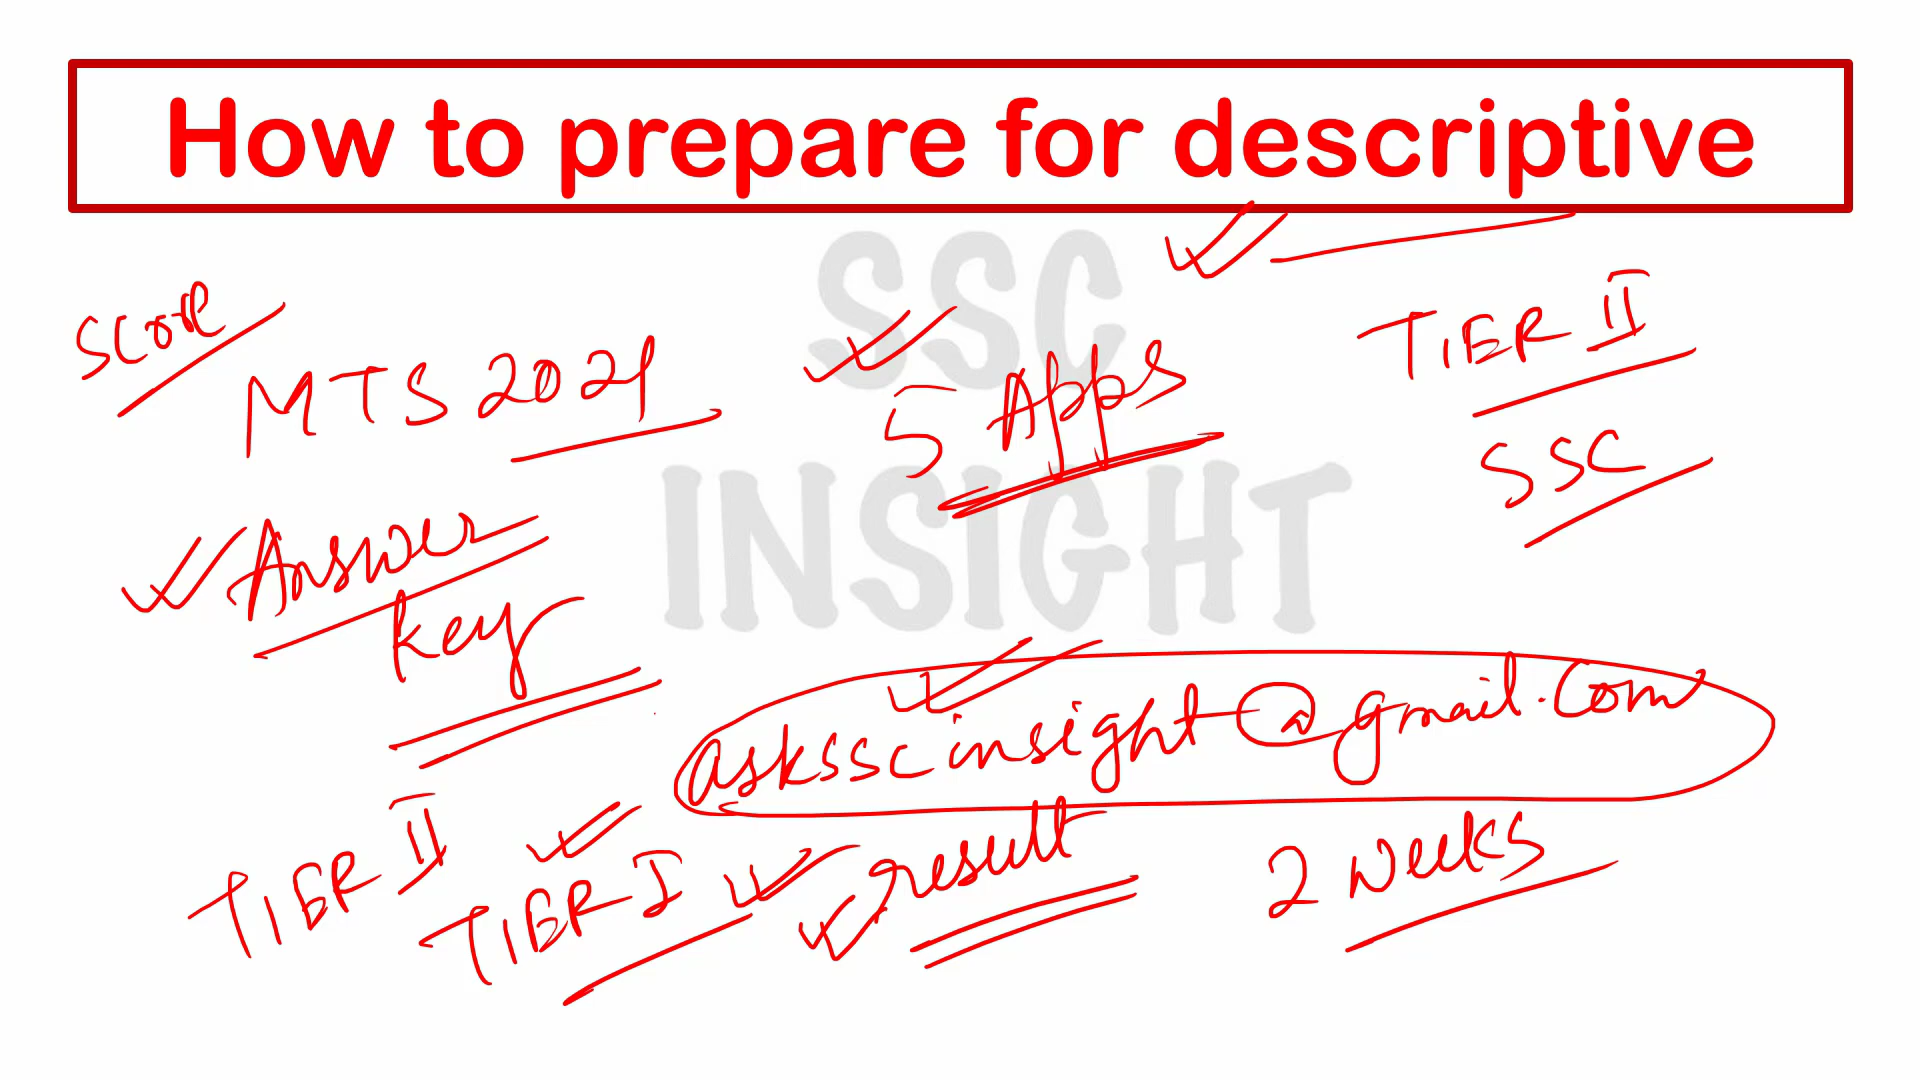 How to prepare for descriptive
SSC
INSIGHT
Score
MTS 2021
5 Apps
TIER II
SSC
Answer
key
asksscinsight@gmail.com
TIER II
TIER-I
result
2 weeks